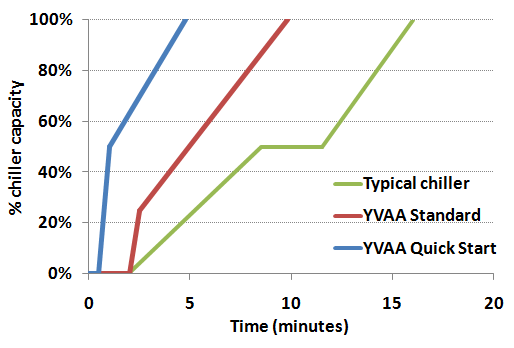 100%
80%
60%
40%
20%
0%
% chiller capacity
Typical chiller
YVAA Standard
YVAA Quick Start
0 5 10 15 20
Time (minutes)